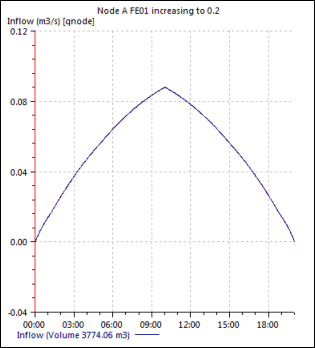 Node A FE01 increasing to 0.2
Inflow (m3/s) [qnode]
0.12
0.08
0.04
0.00
-0.04
00:00 03:00 06:00 09:00 12:00 15:00 18:00
Inflow (Volume 3774.06 m3)